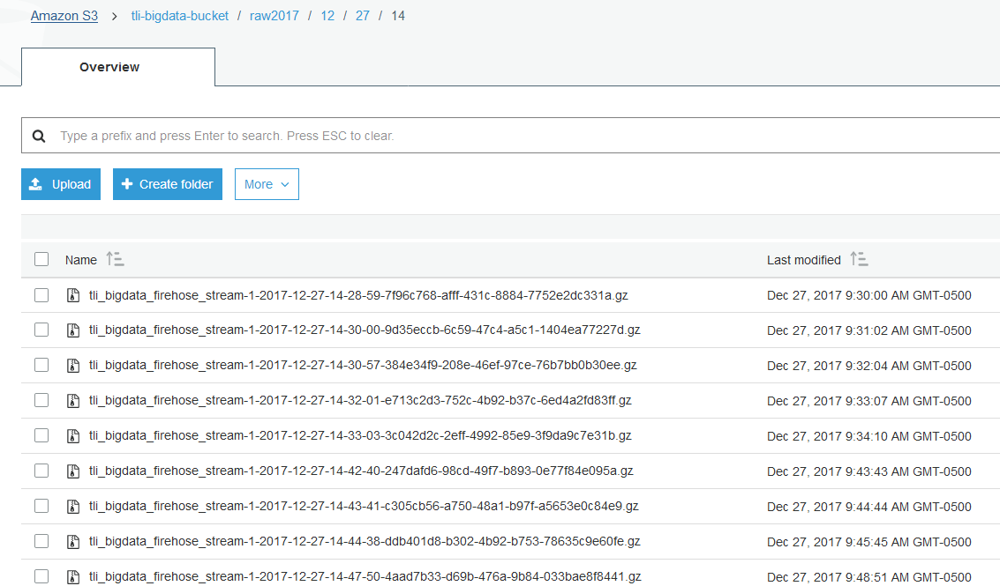 Amazon S3 > tli-bigdata-bucket / raw2017 / 12 / 27 / 14
Overview
Type a prefix and press Enter to search. Press ESC to clear.
Upload Create folder More
Name Last modified
tli_bigdata_firehose_stream-1-2017-12-27-14-28-59-7f96c768-afff-431c-8884-7752e2dc331a.gz Dec 27, 2017 9:30:00 AM GMT-0500
tli_bigdata_firehose_stream-1-2017-12-27-14-30-00-9d35eccb-6c59-47c4-a5c1-1404ea77227d.gz Dec 27, 2017 9:31:02 AM GMT-0500
tli_bigdata_firehose_stream-1-2017-12-27-14-30-57-384e34f9-208e-46ef-97ce-76b7bb0b30ee.gz Dec 27, 2017 9:32:04 AM GMT-0500
tli_bigdata_firehose_stream-1-2017-12-27-14-32-01-e713c2d3-752c-4b92-b37c-6ed4a2fd83ff.gz Dec 27, 2017 9:33:07 AM GMT-0500
tli_bigdata_firehose_stream-1-2017-12-27-14-33-03-3c042d2c-2eff-4992-85e9-3f9da9c7e31b.gz Dec 27, 2017 9:34:10 AM GMT-0500
tli_bigdata_firehose_stream-1-2017-12-27-14-42-40-247dafd6-98cd-49f7-b893-0e77f84e095a.gz Dec 27, 2017 9:43:43 AM GMT-0500
tli_bigdata_firehose_stream-1-2017-12-27-14-43-41-c305cb56-a750-48a1-b97f-a5653e0c84e9.gz Dec 27, 2017 9:44:44 AM GMT-0500
tli_bigdata_firehose_stream-1-2017-12-27-14-44-38-ddb401d8-b302-4b92-b753-78635c9e60fe.gz Dec 27, 2017 9:45:45 AM GMT-0500
tli_bigdata_firehose_stream-1-2017-12-27-14-47-50-4aad7b33-d69b-476a-9b84-033bae8f8441.gz Dec 27, 2017 9:48:51 AM GMT-0500